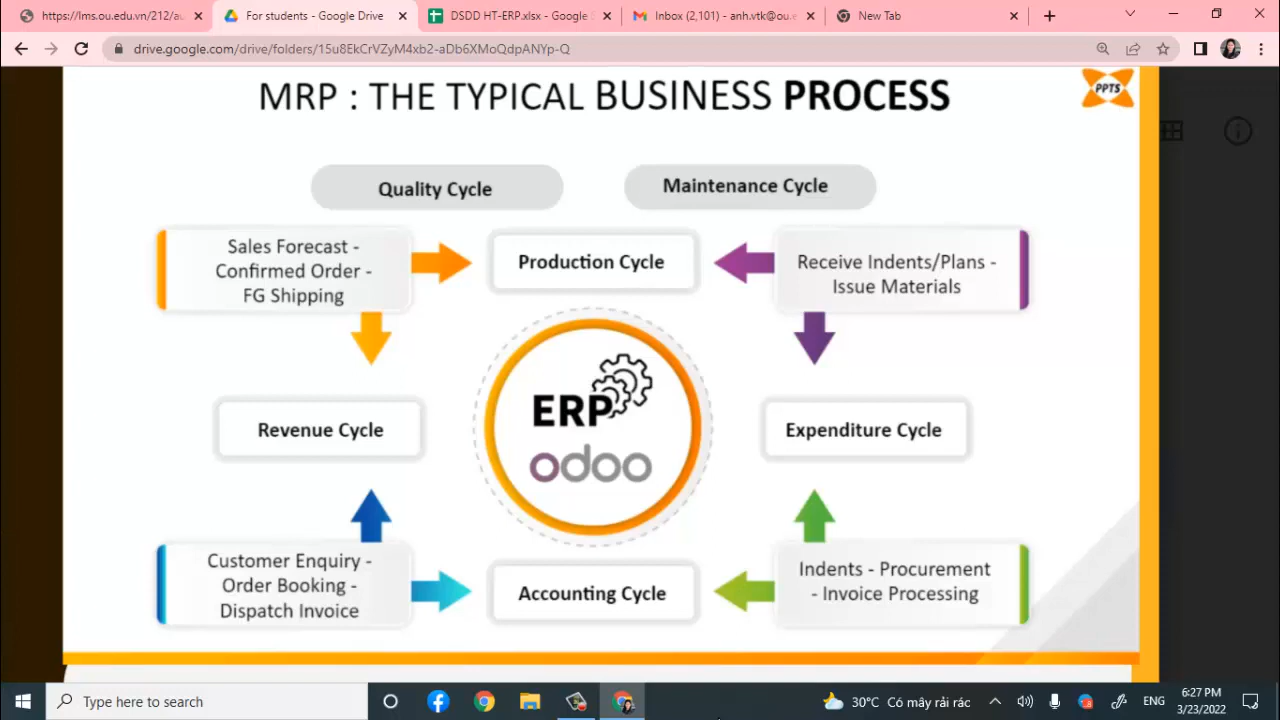 https://lms.ou.edu.vn/212/au
For students - Google Drive
DSDD HT-ERP.xlsx - Google S
Inbox (2,101) - anh.vtk@ou.e
New Tab
drive.google.com/drive/folders/15u8EkCrVZyM4xb2-aDb6XMoQdpANYp-Q
MRP : THE TYPICAL BUSINESS PROCESS
PPTS
Quality Cycle
Maintenance Cycle
Sales Forecast -
Confirmed Order -
FG Shipping
Production Cycle
Receive Indents/Plans -
Issue Materials
Revenue Cycle
ERP
odoo
Expenditure Cycle
Customer Enquiry -
Order Booking -
Dispatch Invoice
Accounting Cycle
Indents - Procurement
- Invoice Processing
Type here to search
30°C Có mây rải rác
ENG
6:27 PM
3/23/2022